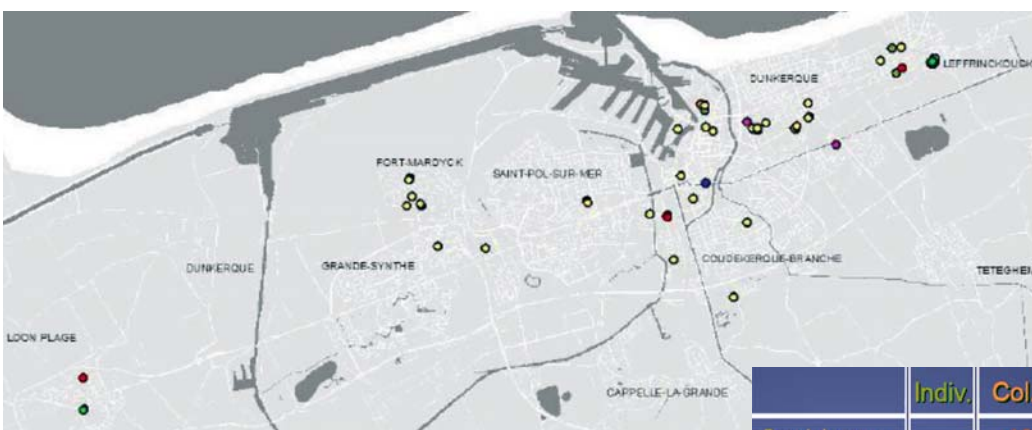 DUNKERQUE
LEFFRINCKOUCK
FORT-MARDYCK
SAINT-POL-SUR-MER
DUNKERQUE
GRANDE-SYNTHE
COUDEKERQUE-BRANCHE
TETEGHEM
LOON PLAGE
CAPPELLE-LA-GRANDE
Indiv. Col